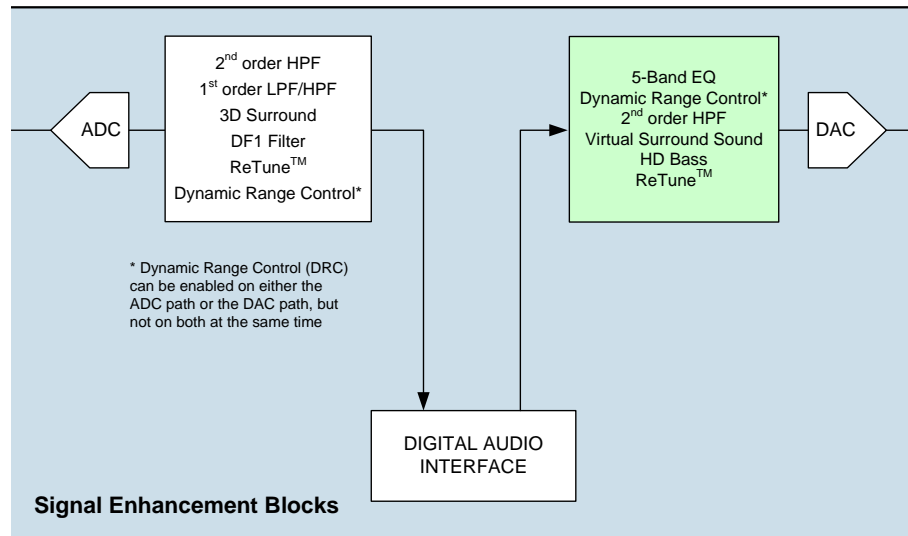 ADC
2nd order HPF
1st order LPF/HPF
3D Surround
DF1 Filter
ReTuneTM
Dynamic Range Control*
5-Band EQ
Dynamic Range Control*
2nd order HPF
Virtual Surround Sound
HD Bass
ReTuneTM
DAC
* Dynamic Range Control (DRC)
can be enabled on either the
ADC path or the DAC path, but
not on both at the same time
DIGITAL AUDIO
INTERFACE
Signal Enhancement Blocks